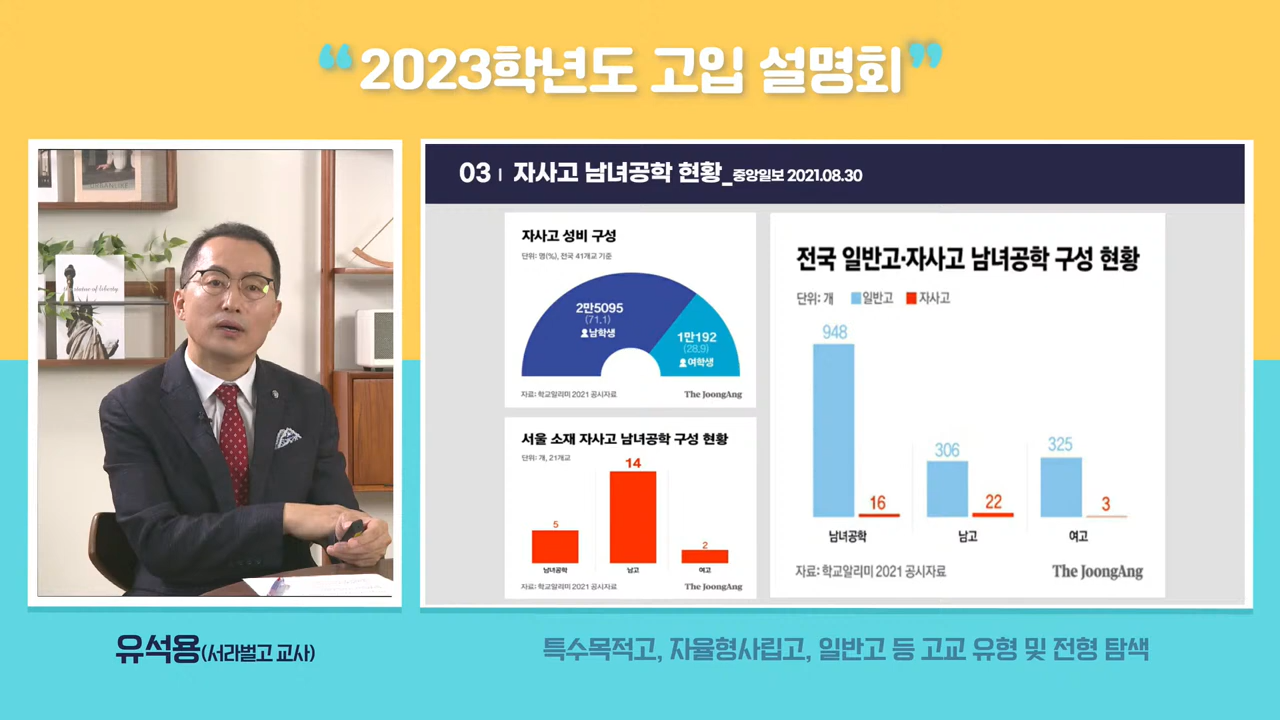 “2023학년도 고입 설명회”
the statue of liberty
03 | 자사고 남녀공학 현황_중앙일보 2021.08.30
자사고 성비 구성
단위: 명(%), 전국 41개교 기준
2만5095
(71.1)
남학생
1만192
(28.9)
여학생
자료: 학교알리미 2021 공시자료 The JoongAng
서울 소재 자사고 남녀공학 구성 현황
단위: 개, 21개교
5 14 2
남녀공학 남고 여고
자료: 학교알리미 2021 공시자료 The JoongAng
전국 일반고·자사고 남녀공학 구성 현황
단위: 개 일반고 자사고
948 16 306 22 325 3
남녀공학 남고 여고
자료: 학교알리미 2021 공시자료 The JoongAng
유석용(서라벌고 교사)
특수목적고, 자율형사립고, 일반고 등 고교 유형 및 전형 탐색